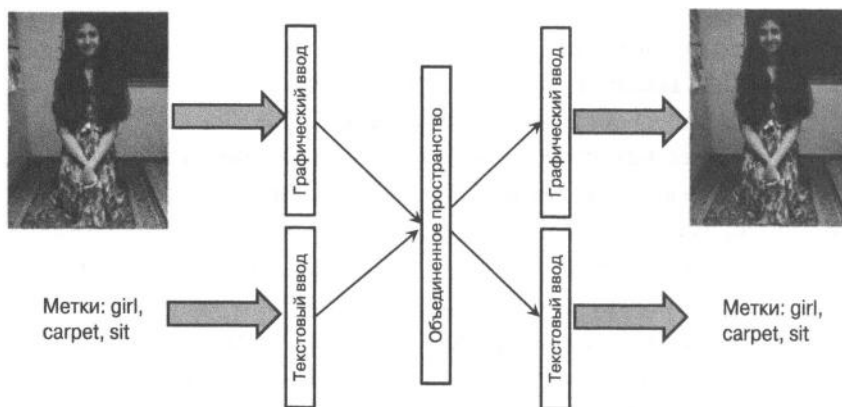 Графический ввод
Графический ввод
Объединенное пространство
Текстовый ввод
Текстовый ввод
Метки: girl,
carpet, sit
Метки: girl,
carpet, sit